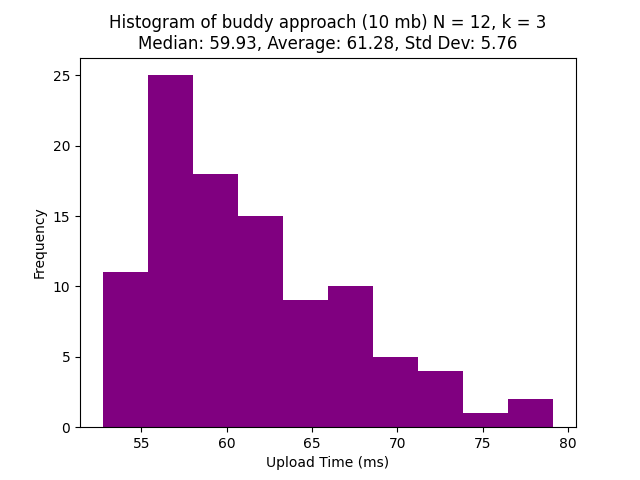 Histogram of buddy approach (10 mb) N = 12, k = 3
Median: 59.93, Average: 61.28, Std Dev: 5.76
25
20
15
10
5
0
Frequency
55 60 65 70 75 80
Upload Time (ms)